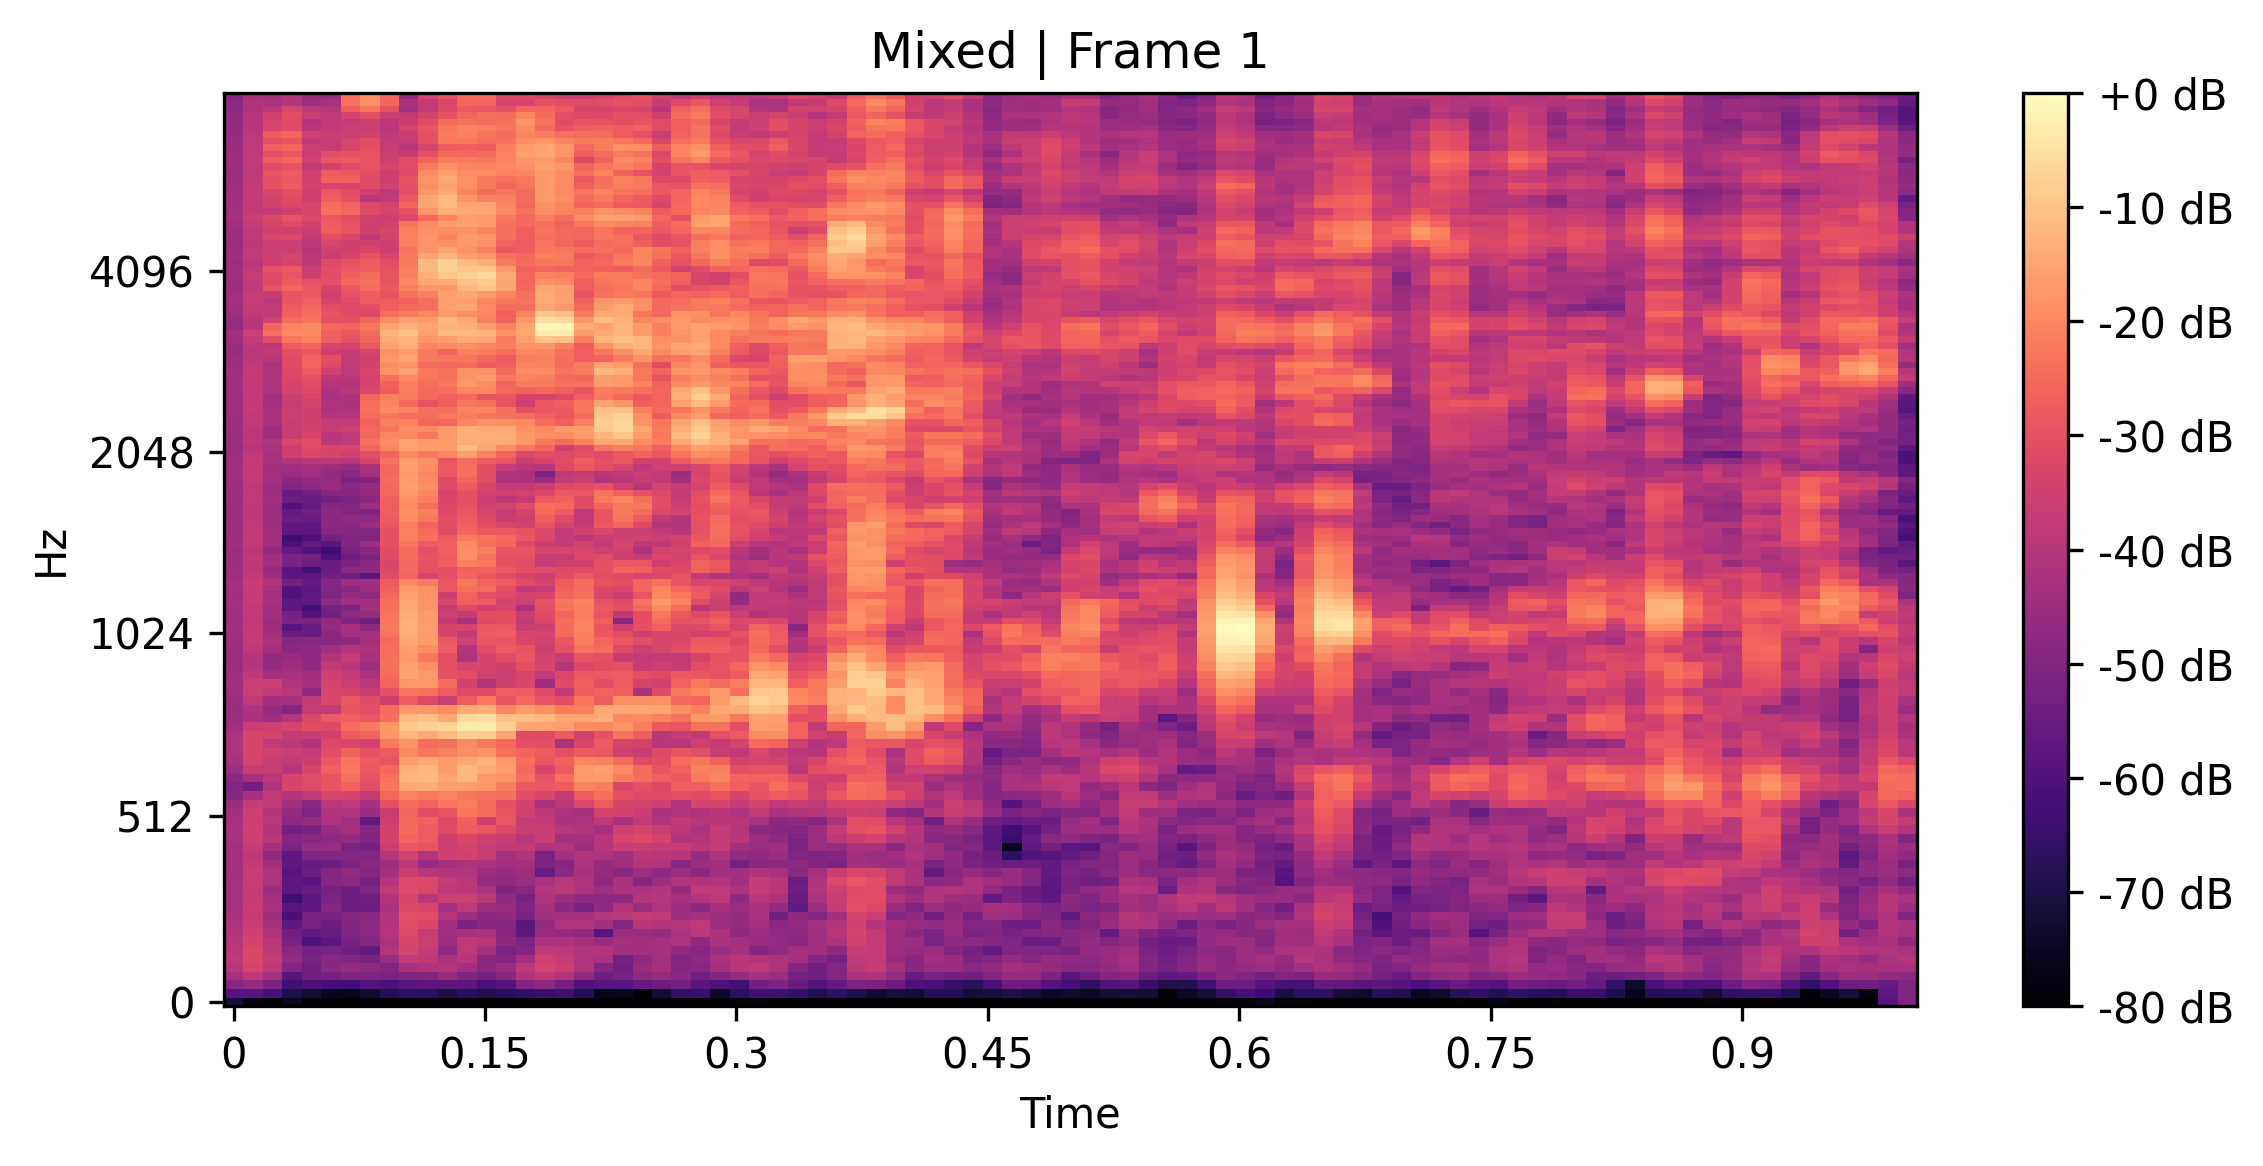 Mixed | Frame 1
+0 dB
-10 dB
-20 dB
-30 dB
-40 dB
-50 dB
-60 dB
-70 dB
-80 dB
Hz
4096
2048
1024
512
0
0 0.15 0.3 0.45 0.6 0.75 0.9
Time